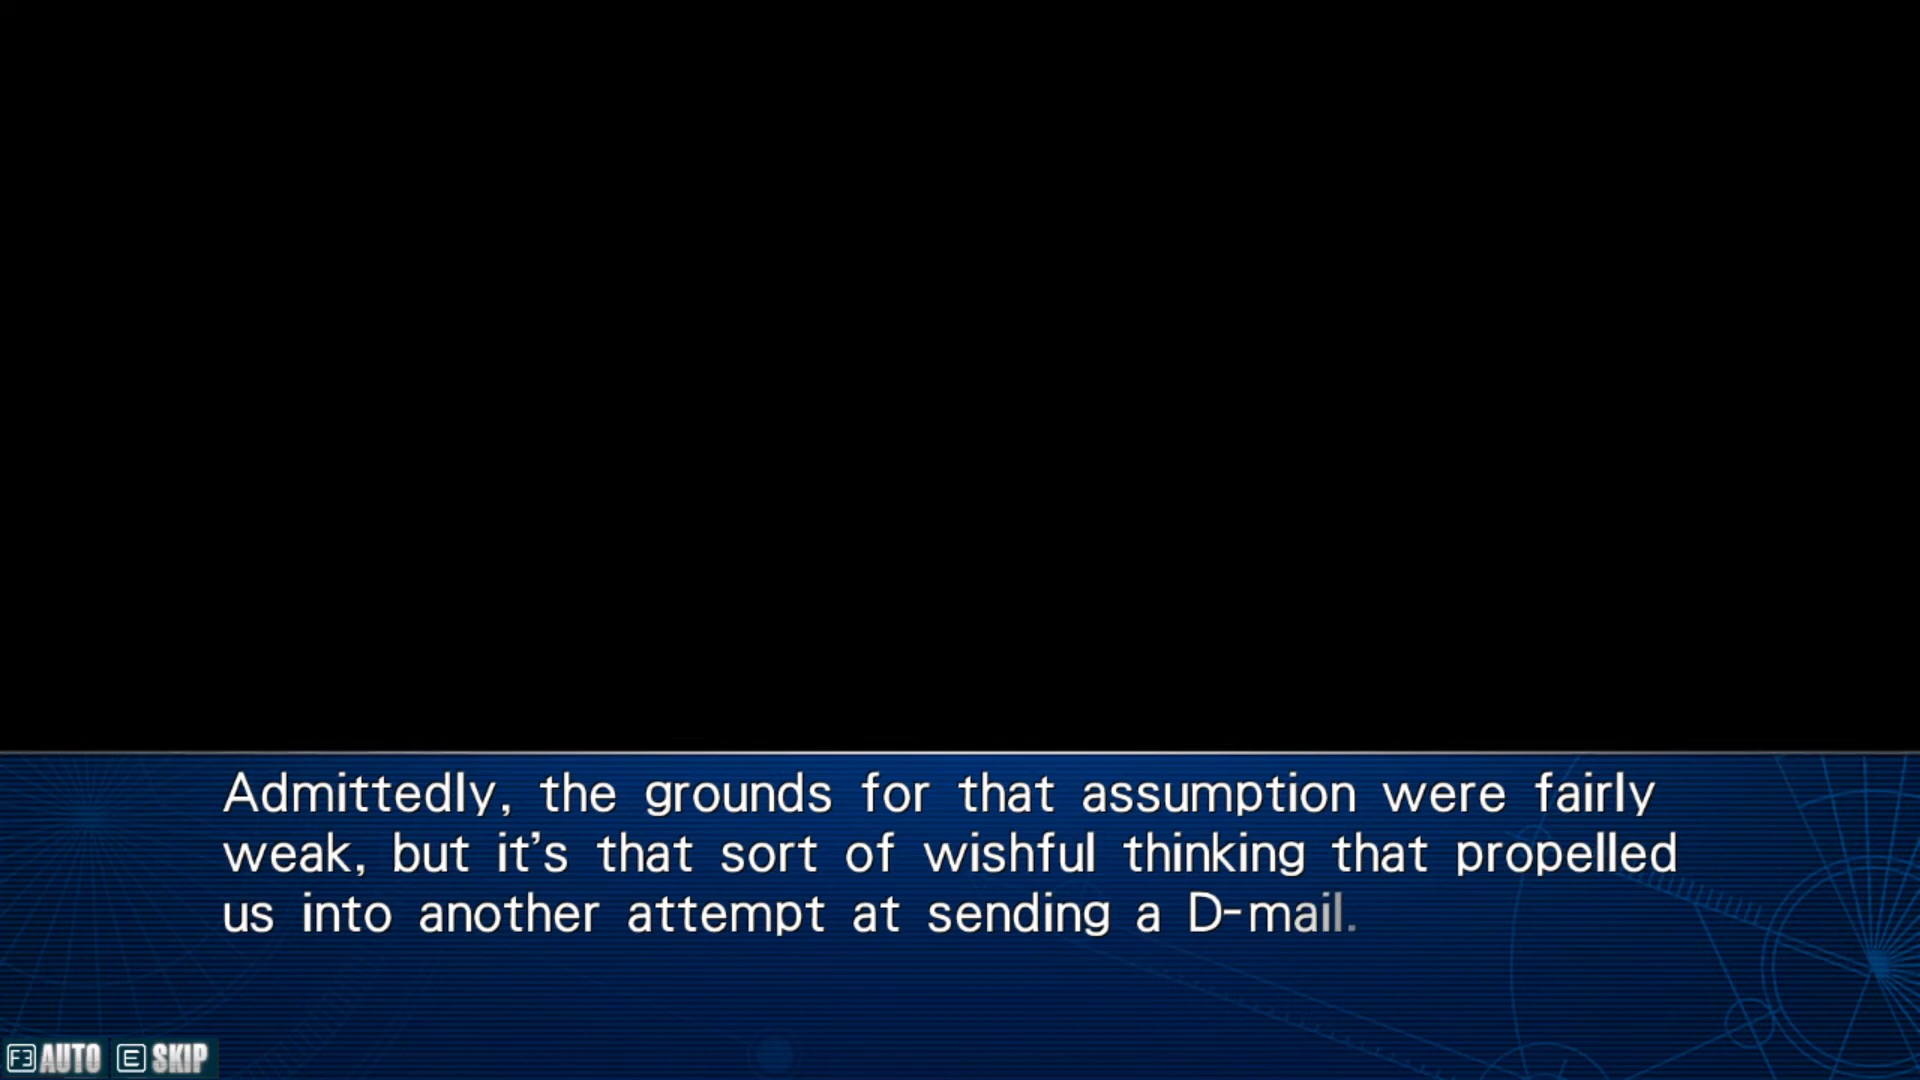 Admittedly, the grounds for that assumption were fairly
weak, but it’s that sort of wishful thinking that propelled
us into another attempt at sending a D-mail.
F3 AUTO E SKIP